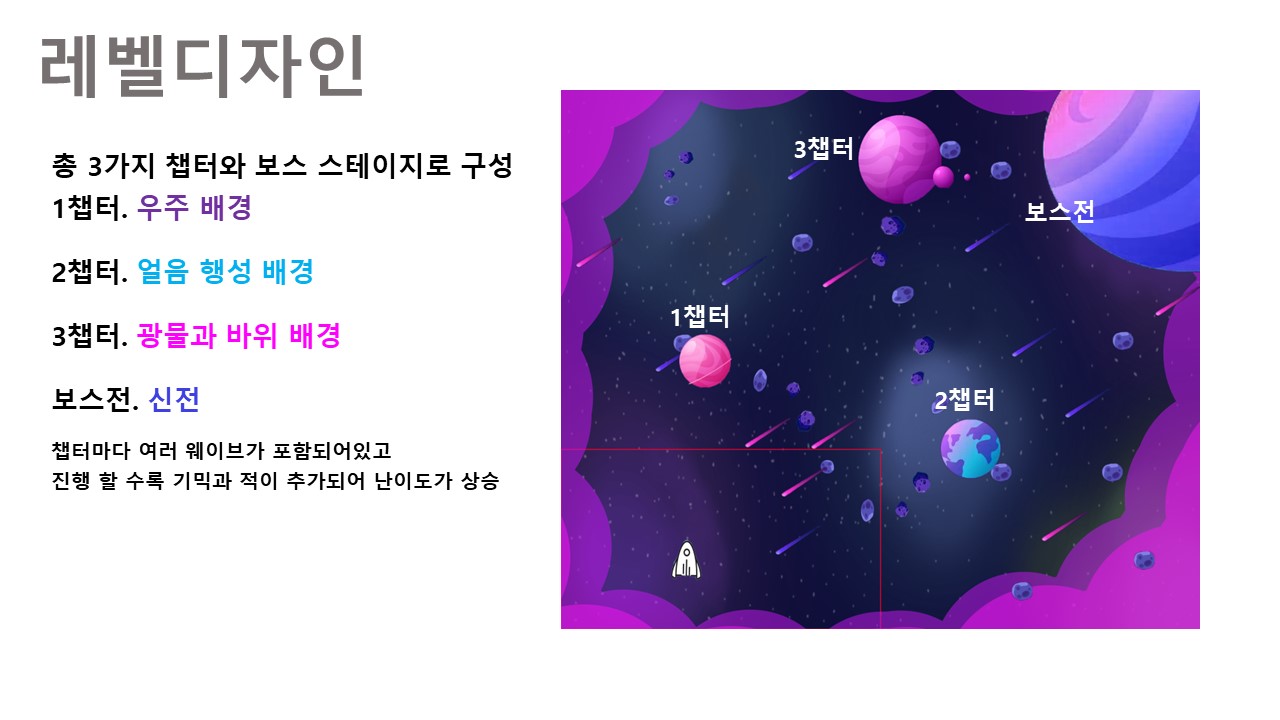 레벨디자인
총 3가지 챕터와 보스 스테이지로 구성
1챕터. 우주 배경
2챕터. 얼음 행성 배경
3챕터. 광물과 바위 배경
보스전. 신전
챕터마다 여러 웨이브가 포함되어있고
진행 할 수록 기믹과 적이 추가되어 난이도가 상승
3챕터
보스전
1챕터
2챕터